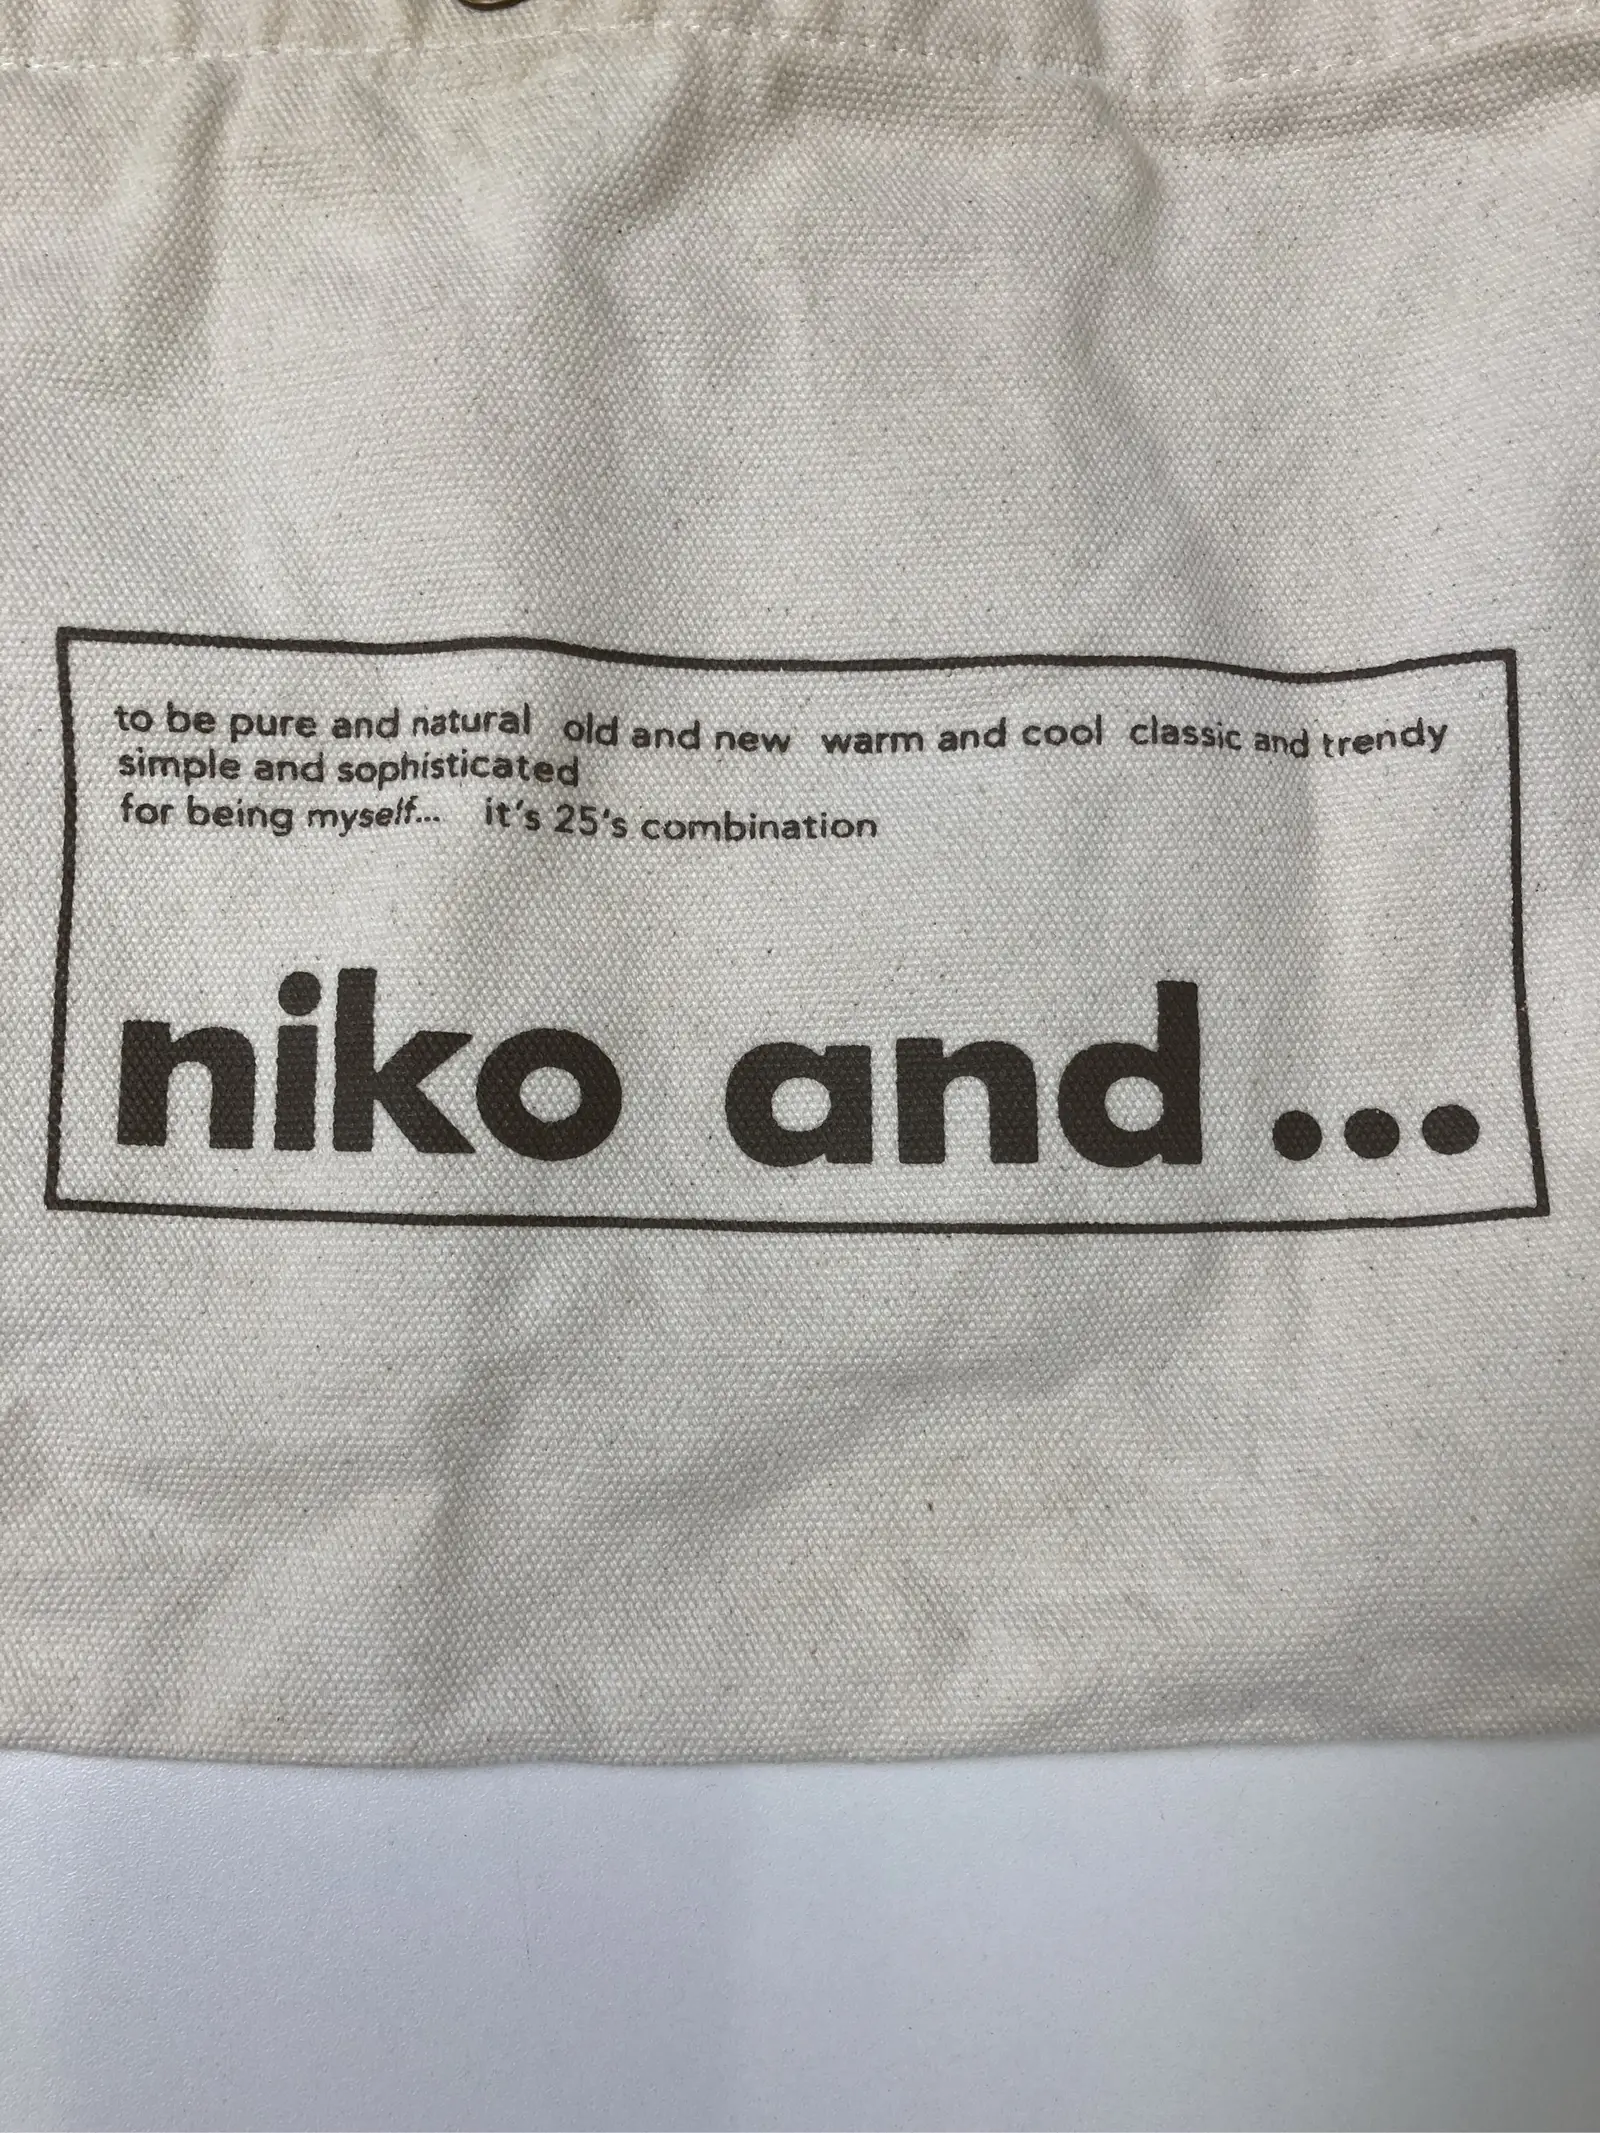 to be pure and natural old and new warm and cool classic and trendy
simple and sophisticated
for being myself... it's 25's combination
niko and...